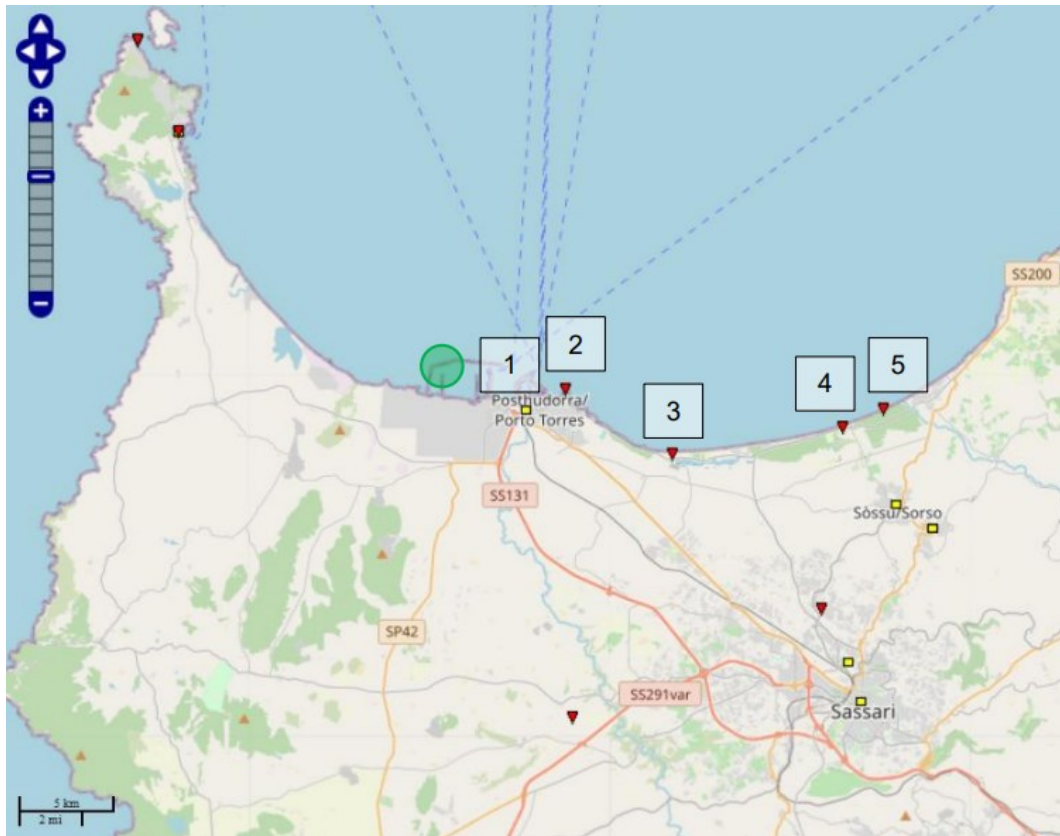 SS200
1
2
3
4
5
Posthudorra/
Porto Torres
SS131
Sòssu/Sorso
SP42
SS291var
Sassari
5 km
2 mi